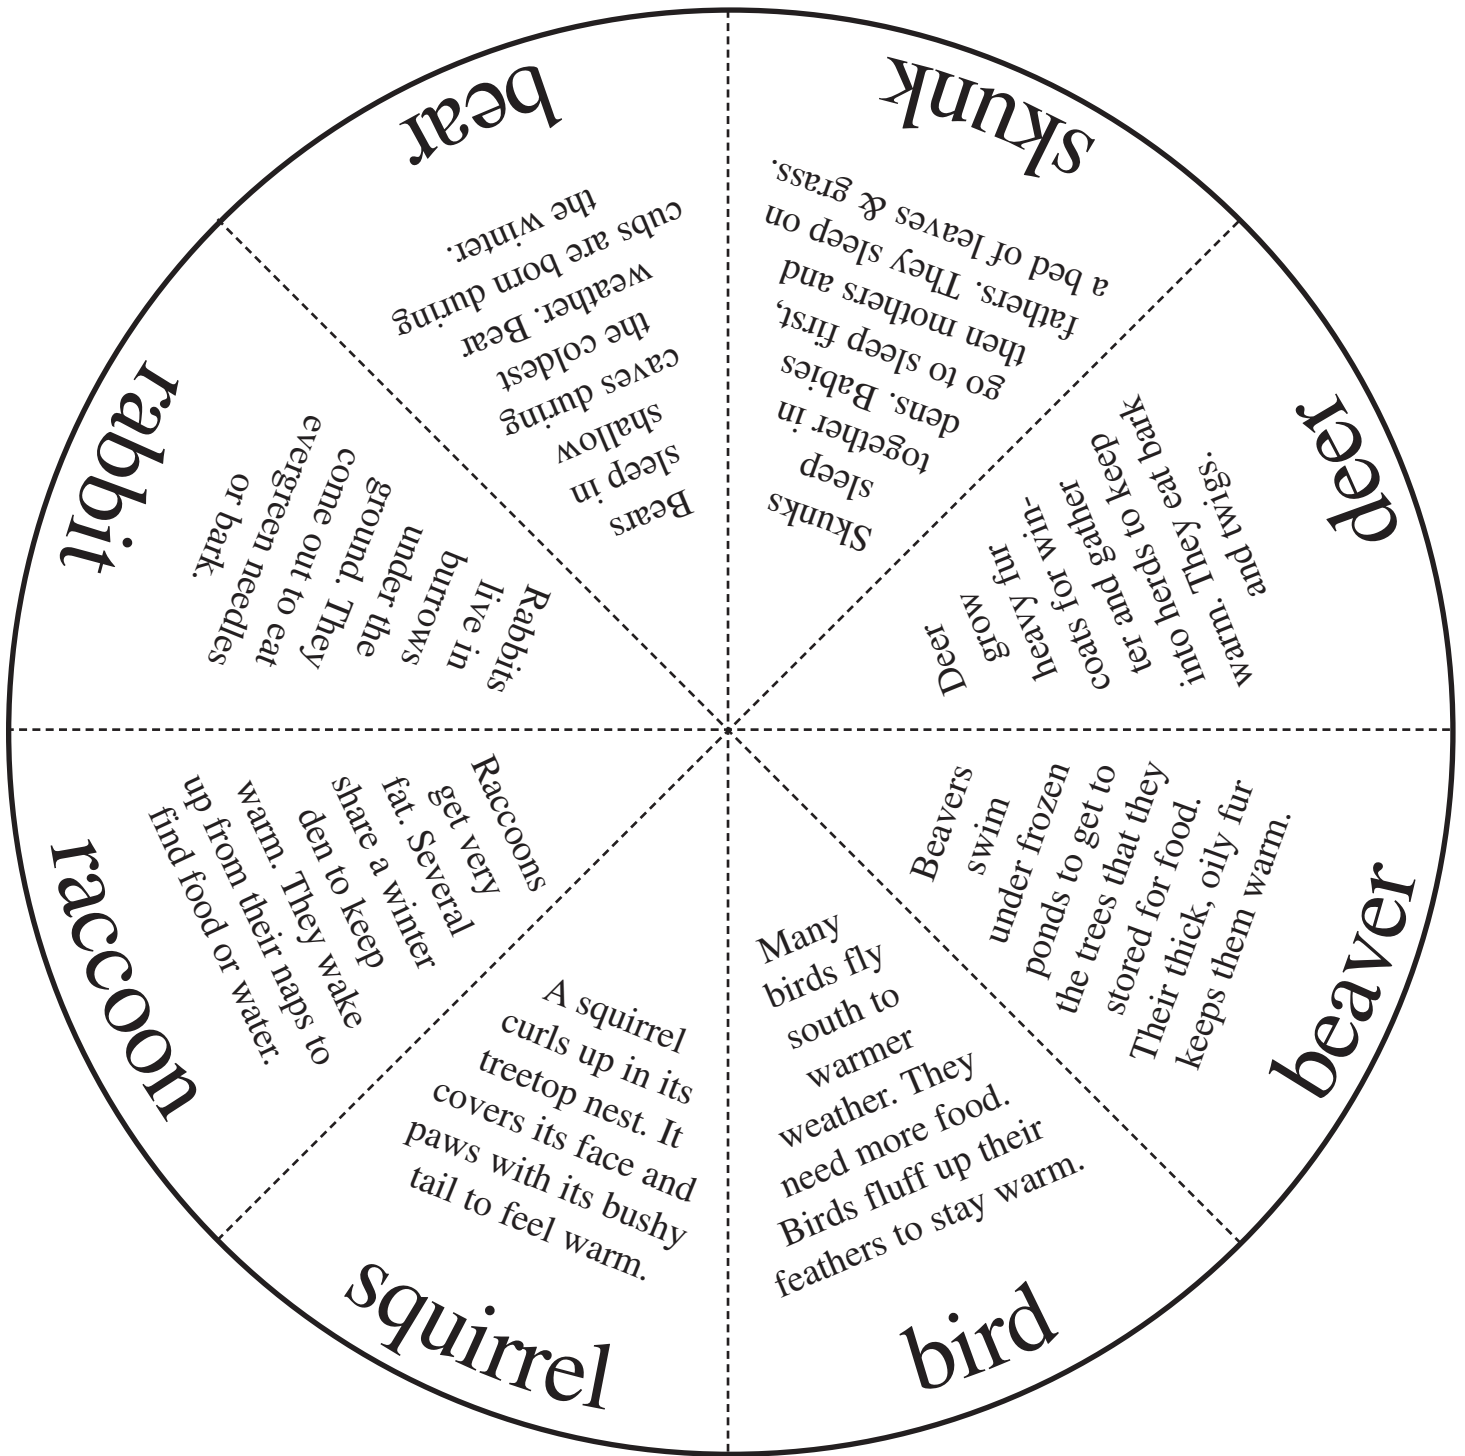 bear
Bears
sleep in
shallow
caves during
the coldest
weather. Bear
cubs are born during
the winter.
skunk
Skunks
sleep
together in
dens. Babies
go to sleep first,
then mothers and
fathers. They sleep on
a bed of leaves & grass.
deer
Deer
grow
heavy fur
coats for win-
ter and gather
into herds to keep
warm. They eat bark
and twigs.
beaver
Beavers
swim
under frozen
ponds to get to
the trees that they
stored for food.
Their thick, oily fur
keeps them warm.
bird
Many
birds fly
south to
warmer
weather. They
need more food.
Birds fluff up their
feathers to stay warm.
squirrel
A squirrel
curls up in its
treetop nest. It
covers its face and
paws with its bushy
tail to feel warm.
raccoon
Raccoons
get very
fat. Several
share a winter
den to keep
warm. They wake
up from their naps to
find food or water.
rabbit
Rabbits
live in
burrows
under the
ground. They
come out to eat
evergreen needles
or bark.